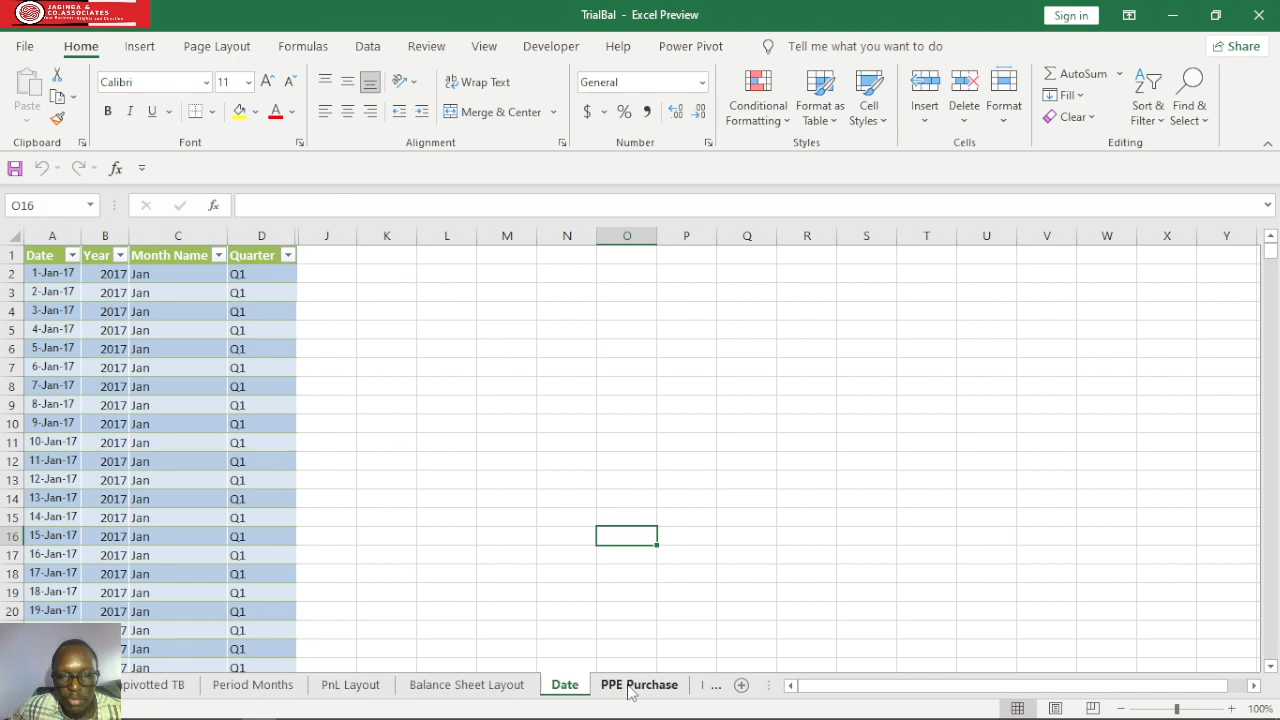 JAGINGA
& CO.ASSOCIATES
Your Business Insights and Direction
TrialBal - Excel Preview
Sign in
File Home Insert Page Layout Formulas Data Review View Developer Help Power Pivot Tell me what you want to do Share
Paste
Calibri 11
B I U
Wrap Text
Merge & Center
General
$ %
Conditional Formatting
Format as Table
Cell Styles
Insert
Delete
Format
AutoSum
Fill
Clear
Sort & Filter
Find & Select
Clipboard Font Alignment Number Styles Cells Editing
fx
O16 fx
A B C D J K L M N O P Q R S T U V W X Y
1 Date Year Month Name Quarter
2 1-Jan-17 2017 Jan Q1
3 2-Jan-17 2017 Jan Q1
4 3-Jan-17 2017 Jan Q1
5 4-Jan-17 2017 Jan Q1
6 5-Jan-17 2017 Jan Q1
7 6-Jan-17 2017 Jan Q1
8 7-Jan-17 2017 Jan Q1
9 8-Jan-17 2017 Jan Q1
10 9-Jan-17 2017 Jan Q1
11 10-Jan-17 2017 Jan Q1
12 11-Jan-17 2017 Jan Q1
13 12-Jan-17 2017 Jan Q1
14 13-Jan-17 2017 Jan Q1
15 14-Jan-17 2017 Jan Q1
16 15-Jan-17 2017 Jan Q1
17 16-Jan-17 2017 Jan Q1
18 17-Jan-17 2017 Jan Q1
19 18-Jan-17 2017 Jan Q1
20 19-Jan-17 2017 Jan Q1
7 Jan Q1
7 Jan Q1
7 Jan Q1
pivotted TB Period Months PnL Layout Balance Sheet Layout Date PPE Purchase ...
100%